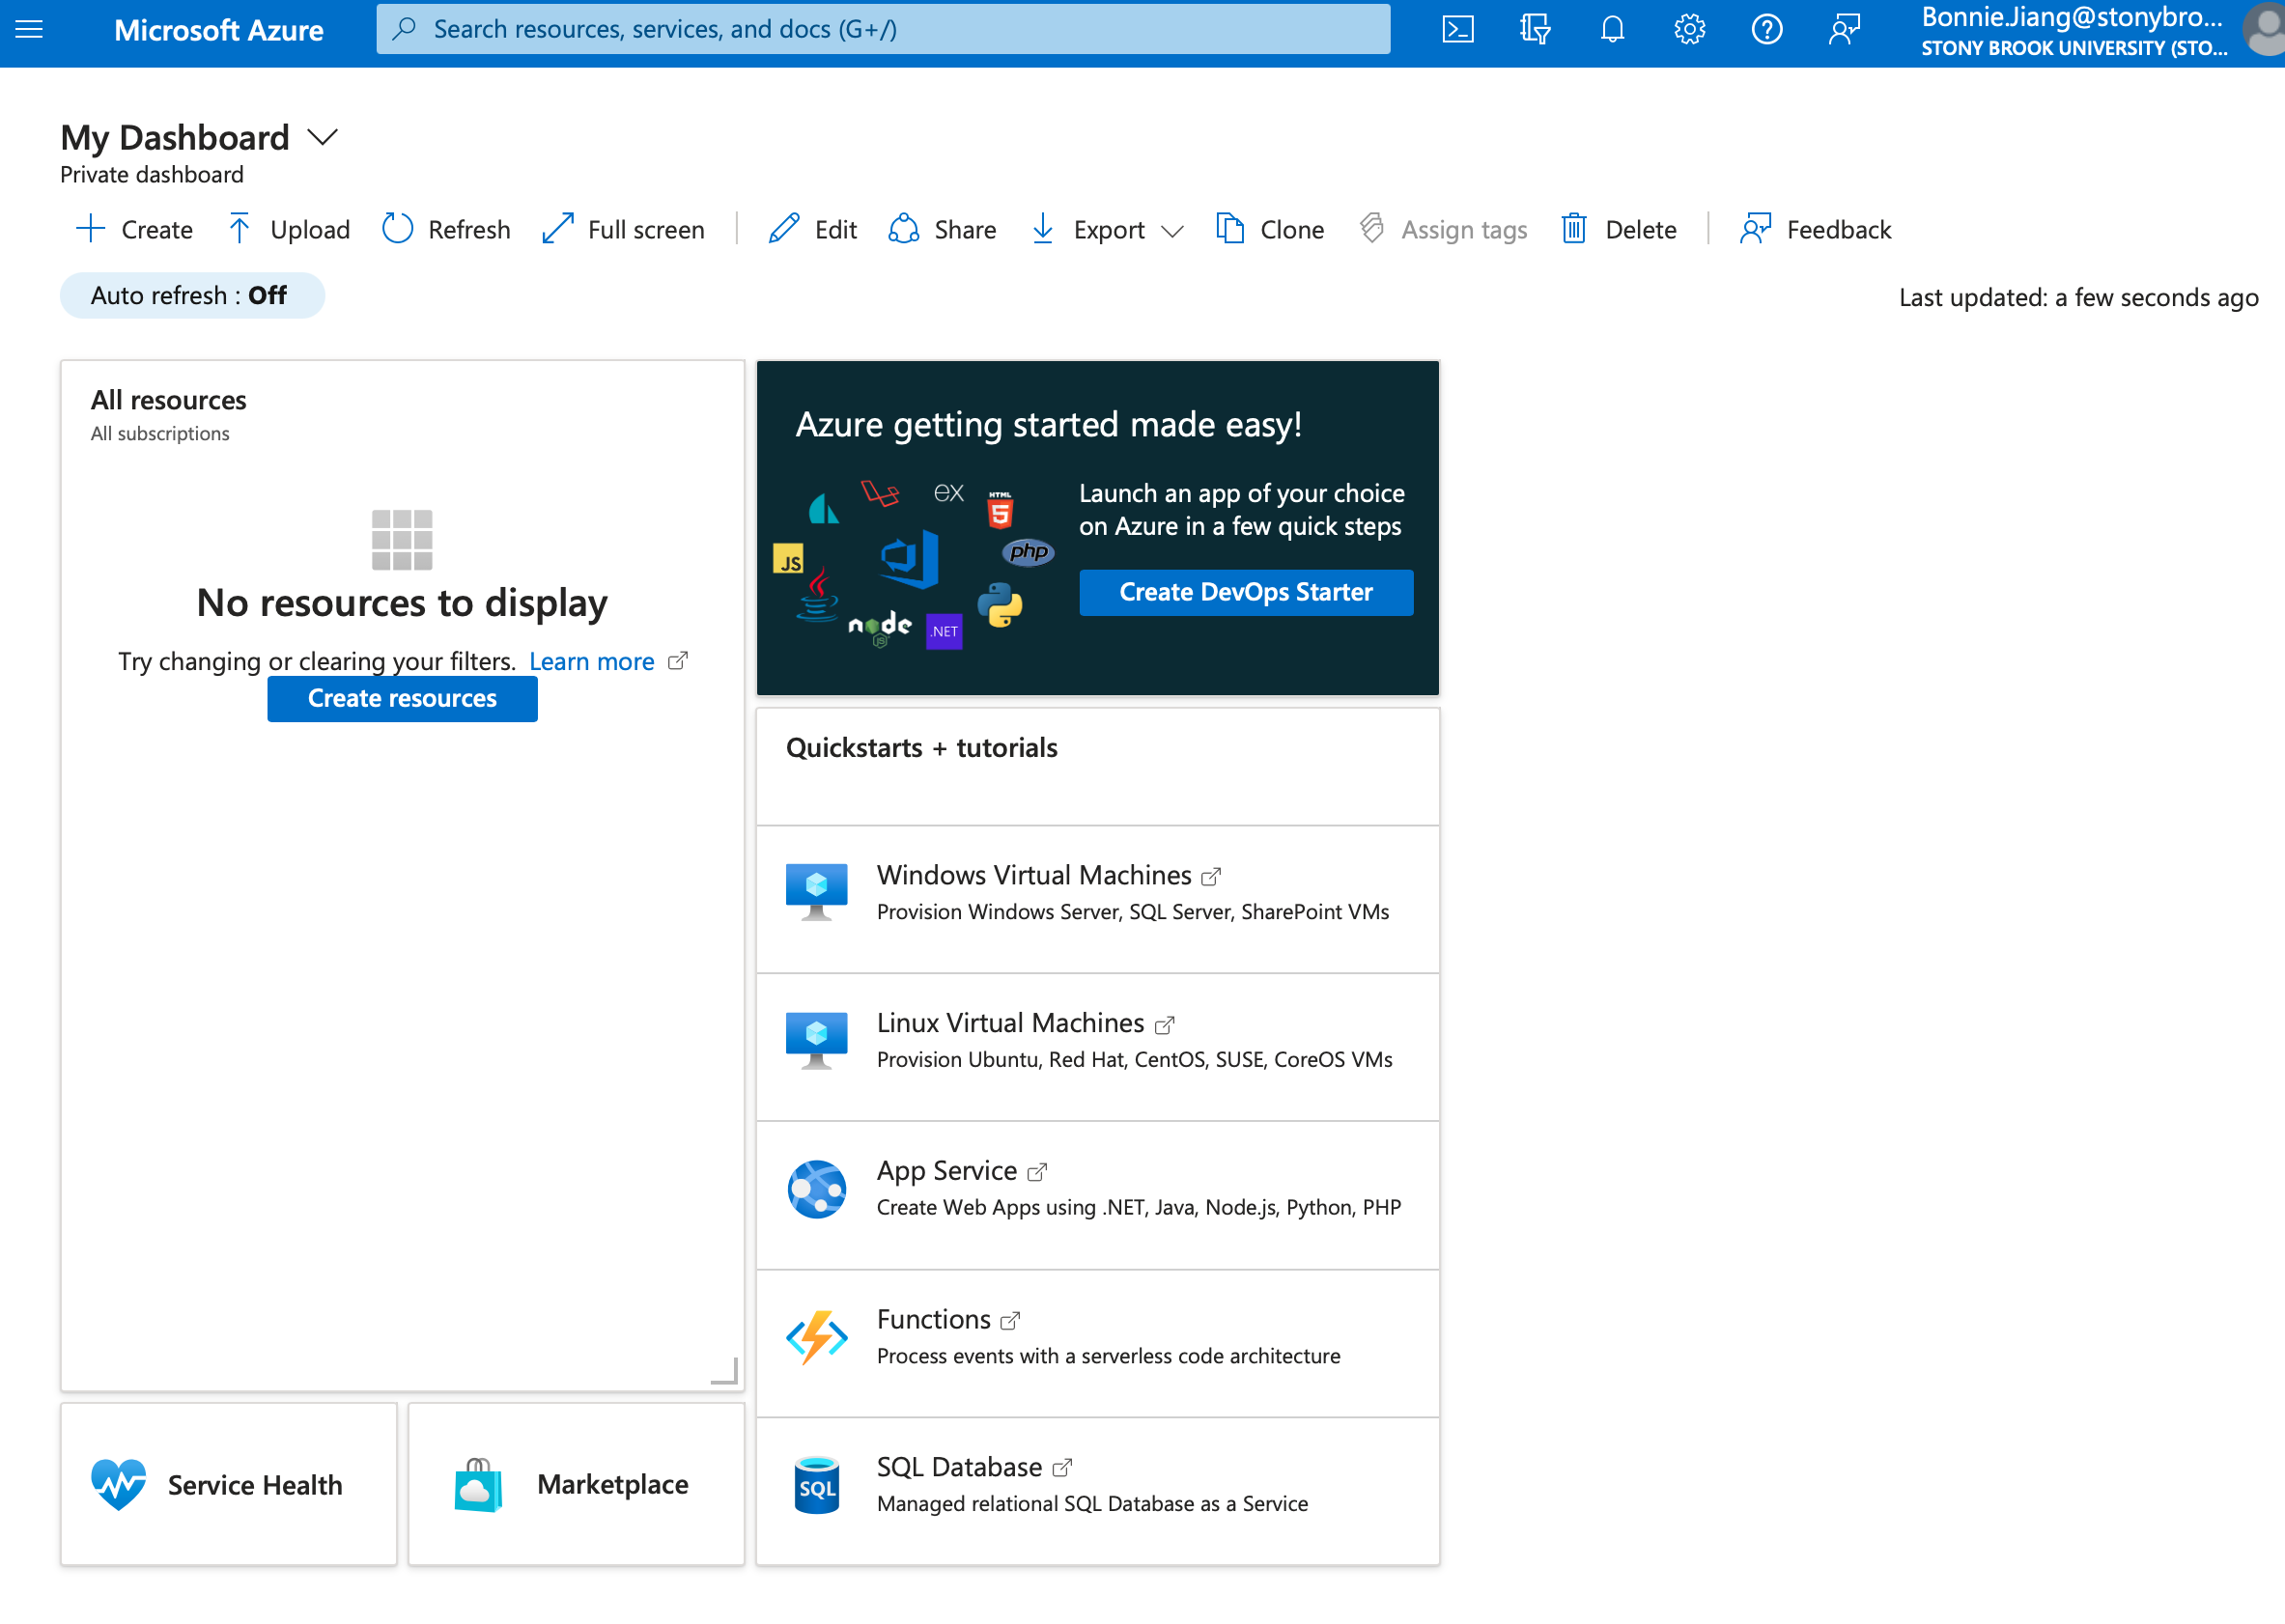 Microsoft Azure
Search resources, services, and docs (G+/)
Bonnie.Jiang@stonybro...
STONY BROOK UNIVERSITY (STO...
My Dashboard
Private dashboard
Create
Upload
Refresh
Full screen
Edit
Share
Export
Clone
Assign tags
Delete
Feedback
Auto refresh : Off
Last updated: a few seconds ago
All resources
All subscriptions
No resources to display
Try changing or clearing your filters. Learn more
Create resources
Azure getting started made easy!
ex
HTML
5
JS
php
node
JS
.NET
Launch an app of your choice
on Azure in a few quick steps
Create DevOps Starter
Quickstarts + tutorials
Windows Virtual Machines
Provision Windows Server, SQL Server, SharePoint VMs
Linux Virtual Machines
Provision Ubuntu, Red Hat, CentOS, SUSE, CoreOS VMs
App Service
Create Web Apps using .NET, Java, Node.js, Python, PHP
Functions
Process events with a serverless code architecture
SQL
SQL Database
Managed relational SQL Database as a Service
Service Health
Marketplace